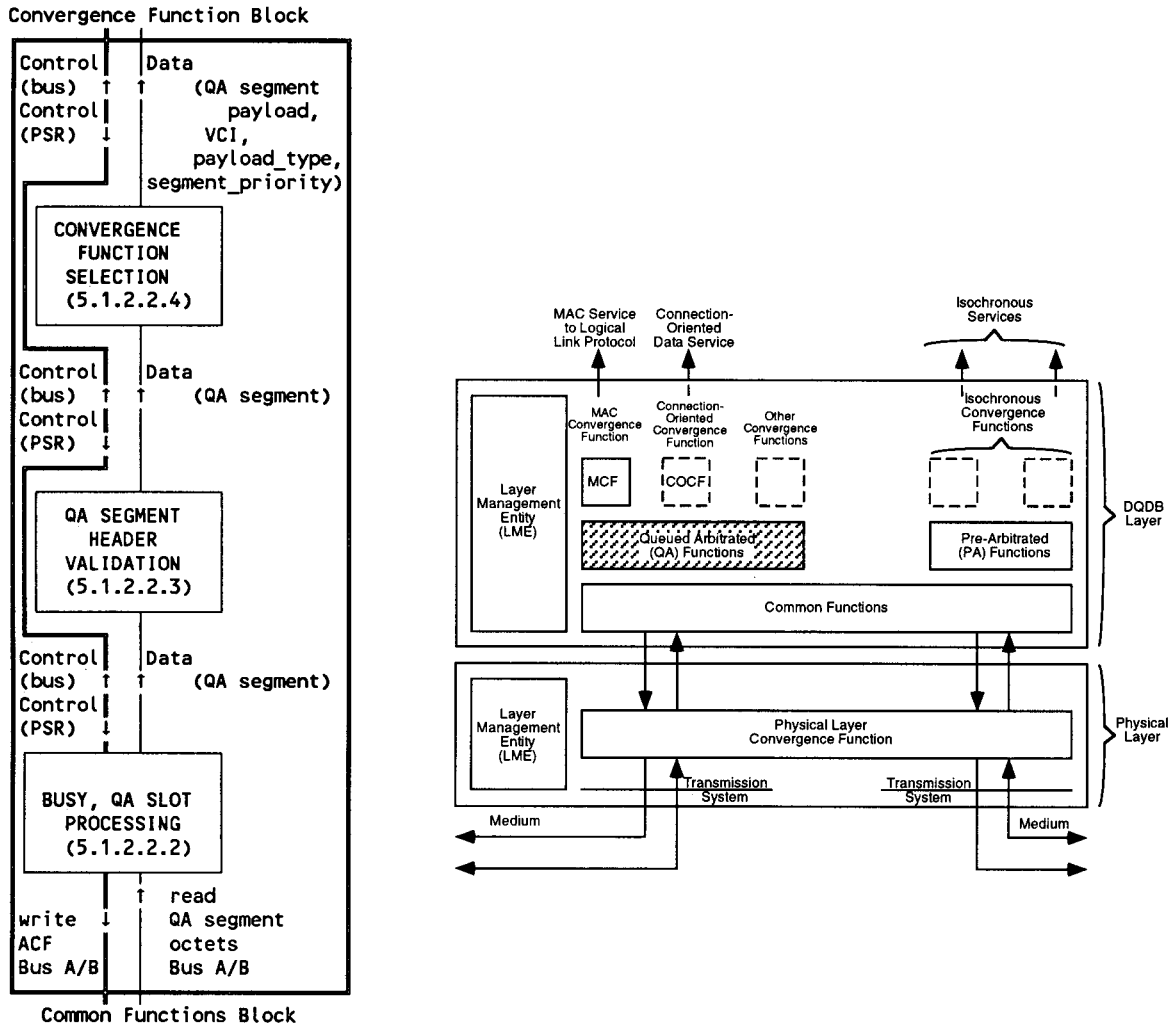 Convergence Function Block
Control Data
(bus) ↑ ↑ (QA segment
Control payload,
(PSR) ↓ VCI,
payload_type,
segment_priority)
CONVERGENCE
FUNCTION
SELECTION
(5.1.2.2.4)
Control Data
(bus) ↑ ↑ (QA segment)
Control
(PSR) ↓
QA SEGMENT
HEADER
VALIDATION
(5.1.2.2.3)
Control Data
(bus) ↑ ↑ (QA segment)
Control
(PSR) ↓
BUSY, QA SLOT
PROCESSING
(5.1.2.2.2)
↑ read
write ↓ QA segment
ACF octets
Bus A/B Bus A/B
Common Functions Block
MAC Service
to Logical
Link Protocol
Connection-
Oriented
Data Service
Isochronous
Services
Layer
Management
Entity
(LME)
MAC
Convergence
Function
Connection-
Oriented
Convergence
Function
Other
Convergence
Functions
Isochronous
Convergence
Functions
MCF
COCF
Queued Arbitrated
(QA) Functions
Pre-Arbitrated
(PA) Functions
Common Functions
DQDB
Layer
Layer
Management
Entity
(LME)
Physical Layer
Convergence Function
Physical
Layer
Transmission
System
Transmission
System
Medium
Medium